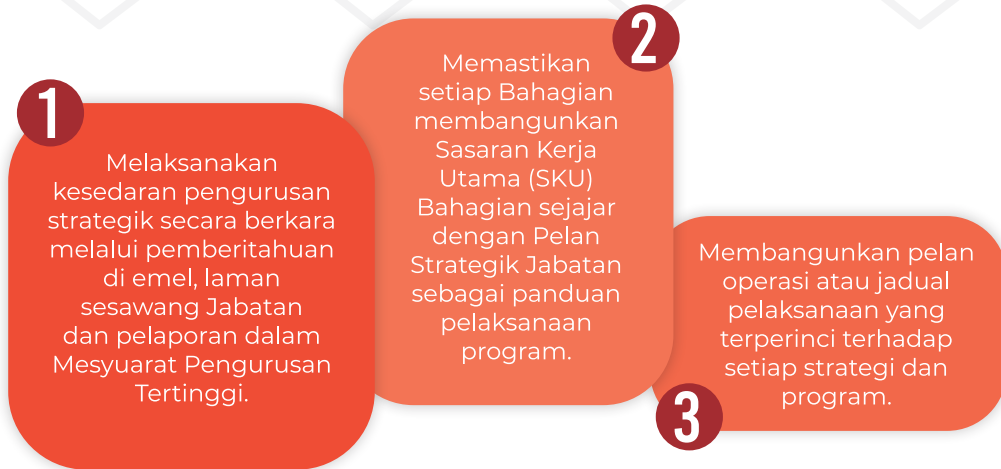 1
Melaksanakan
kesedaran pengurusan
strategik secara berkara
melalui pemberitahuan
di emel, laman
sesawang Jabatan
dan pelaporan dalam
Mesyuarat Pengurusan
Tertinggi.
2
Memastikan
setiap Bahagian
membangunkan
Sasaran Kerja
Utama (SKU)
Bahagian sejajar
dengan Pelan
Strategik Jabatan
sebagai panduan
pelaksanaan
program.
Membangunkan pelan
operasi atau jadual
pelaksanaan yang
terperinci terhadap
setiap strategi dan
program.
3